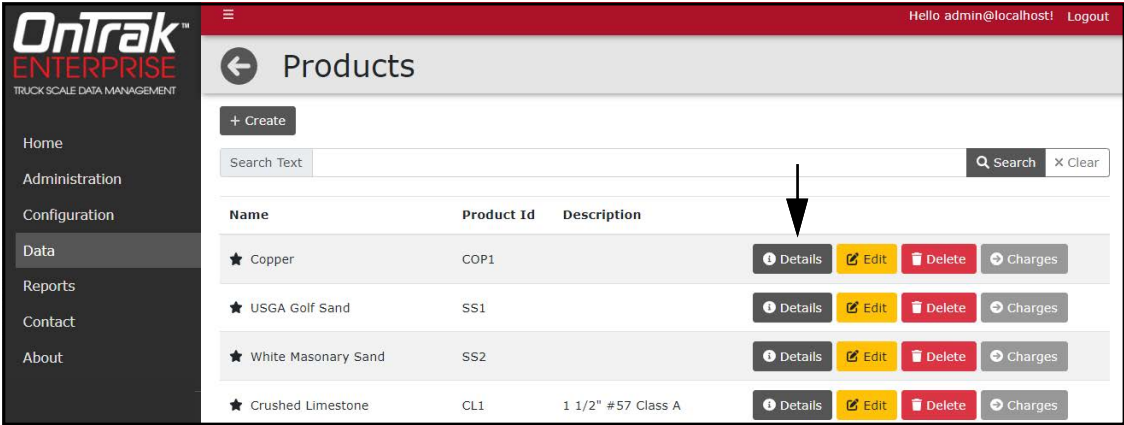 OnTrak™
ENTERPRISE
TRUCK SCALE DATA MANAGEMENT
Home
Administration
Configuration
Data
Reports
Contact
About
Hello admin@localhost! Logout
Products
+ Create
Search Text Search × Clear
Name Product Id Description
Copper COP1 Details Edit Delete Charges
USGA Golf Sand SS1 Details Edit Delete Charges
White Masonary Sand SS2 Details Edit Delete Charges
Crushed Limestone CL1 1 1/2" #57 Class A Details Edit Delete Charges